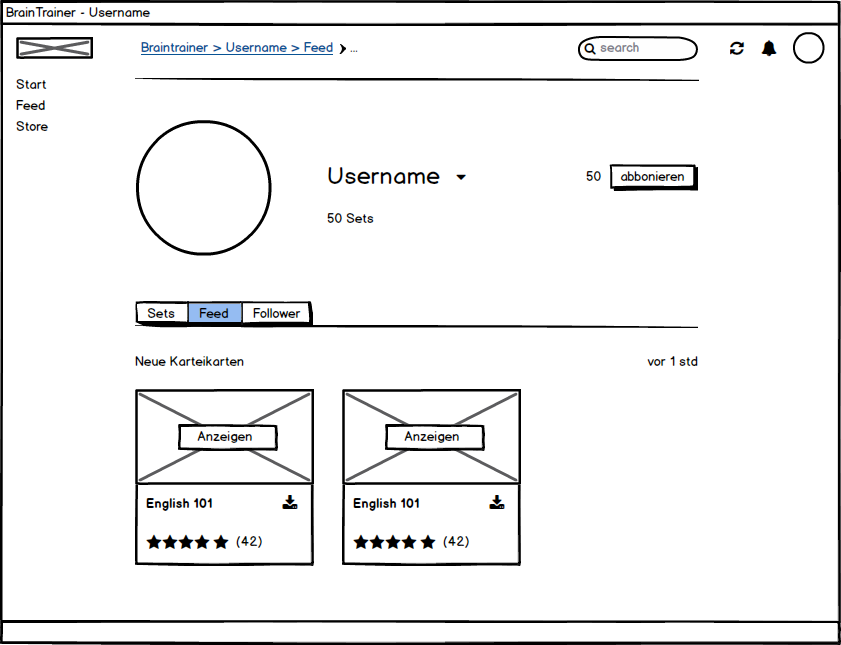 BrainTrainer - Username
Braintrainer > Username > Feed > ...
search
Start
Feed
Store
Username
50 abbonieren
50 Sets
Sets Feed Follower
Neue Karteikarten vor 1 std
Anzeigen Anzeigen
English 101 English 101
(42) (42)